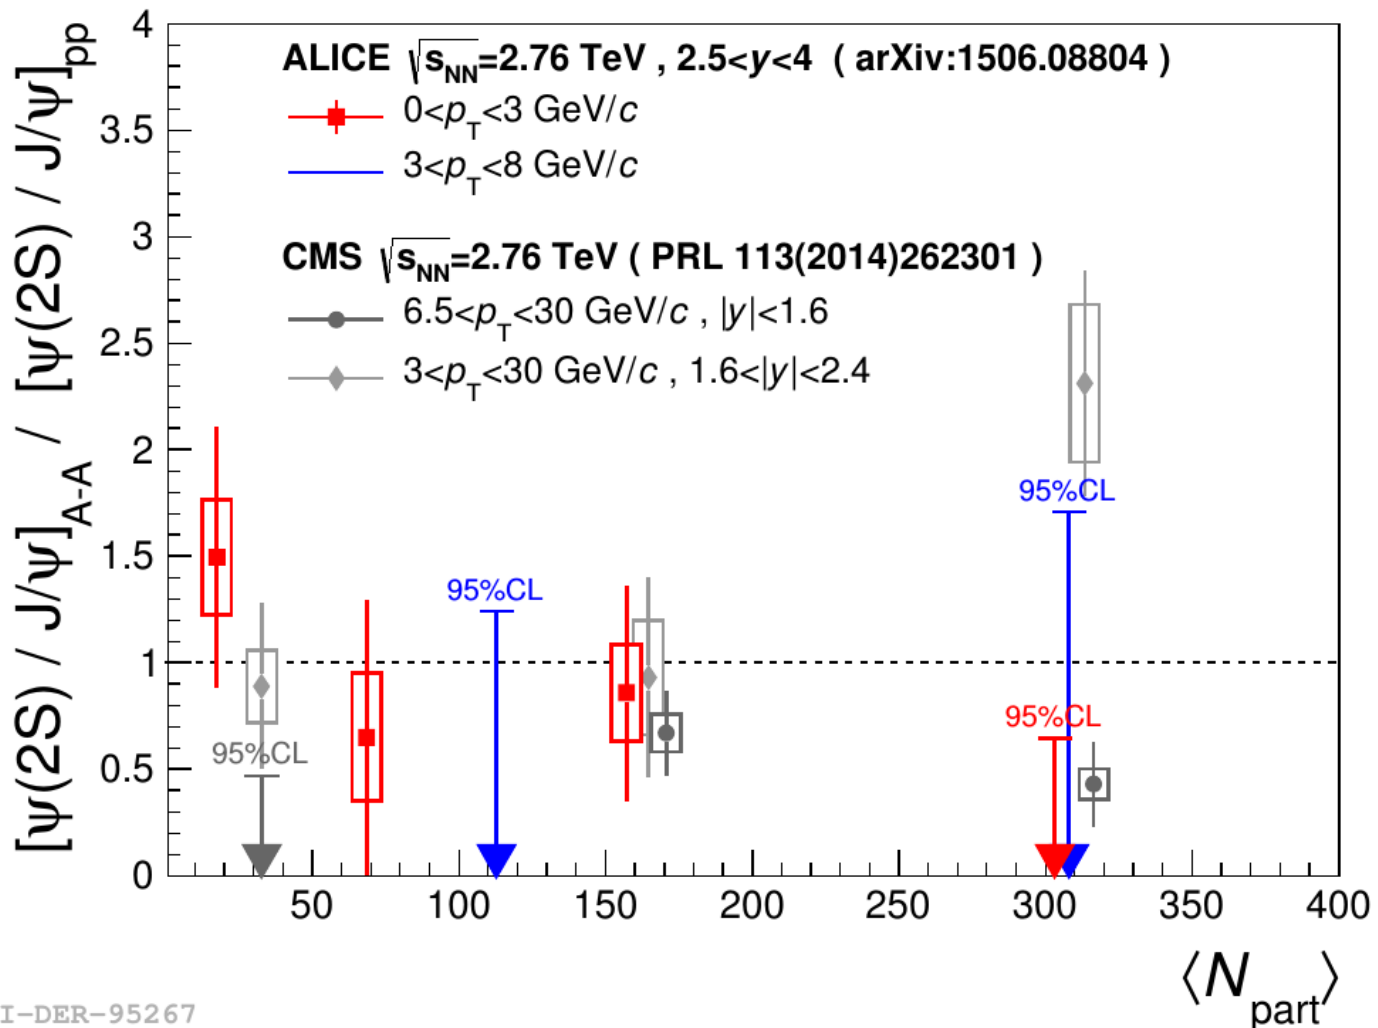 [ψ(2S) / J/ψ]A-A / [ψ(2S) / J/ψ]pp
4
3.5
3
2.5
2
1.5
1
0.5
0
ALICE √sNN=2.76 TeV , 2.5<y<4 ( arXiv:1506.08804 )
0<pT<3 GeV/c
3<pT<8 GeV/c
CMS √sNN=2.76 TeV ( PRL 113(2014)262301 )
6.5<pT<30 GeV/c , |y|<1.6
3<pT<30 GeV/c , 1.6<|y|<2.4
95%CL
95%CL
95%CL
95%CL
50 100 150 200 250 300 350 400
⟨Npart⟩
I-DER-95267